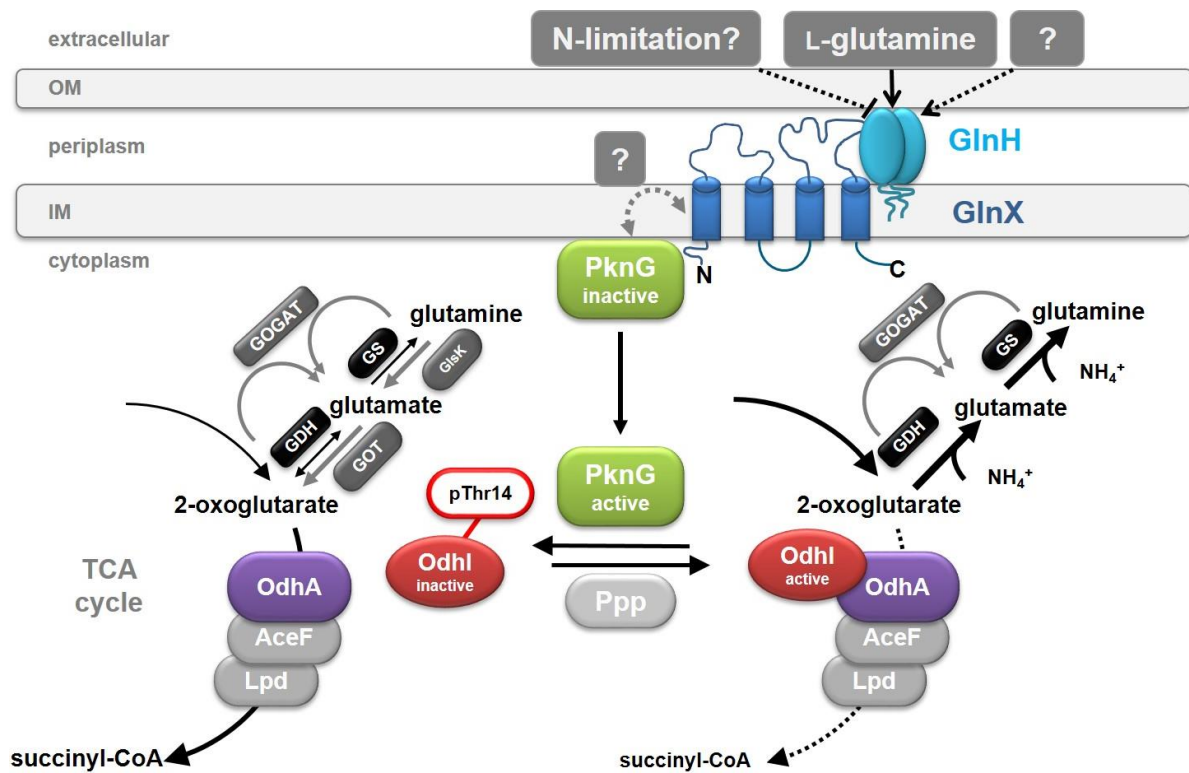 extracellular
N-limitation?
L-glutamine
?
OM
periplasm
?
GlnH
IM
GlnX
cytoplasm
PknG
inactive
N
C
GOGAT
glutamine
GS
GlsK
glutamate
GDH
GOT
2-oxoglutarate
GOGAT
glutamine
GS
NH₄⁺
glutamate
GDH
NH₄⁺
2-oxoglutarate
PknG
active
pThr14
OdhI
inactive
Ppp
OdhI
active
TCA
cycle
OdhA
AceF
Lpd
succinyl-CoA
OdhA
AceF
Lpd
succinyl-CoA